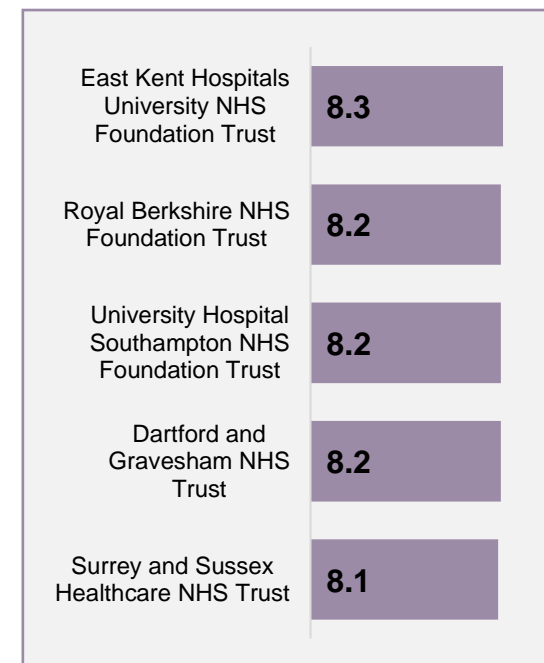 East Kent Hospitals
University NHS
Foundation Trust
8.3
Royal Berkshire NHS
Foundation Trust
8.2
University Hospital
Southampton NHS
Foundation Trust
8.2
Dartford and
Gravesham NHS
Trust
8.2
Surrey and Sussex
Healthcare NHS Trust
8.1